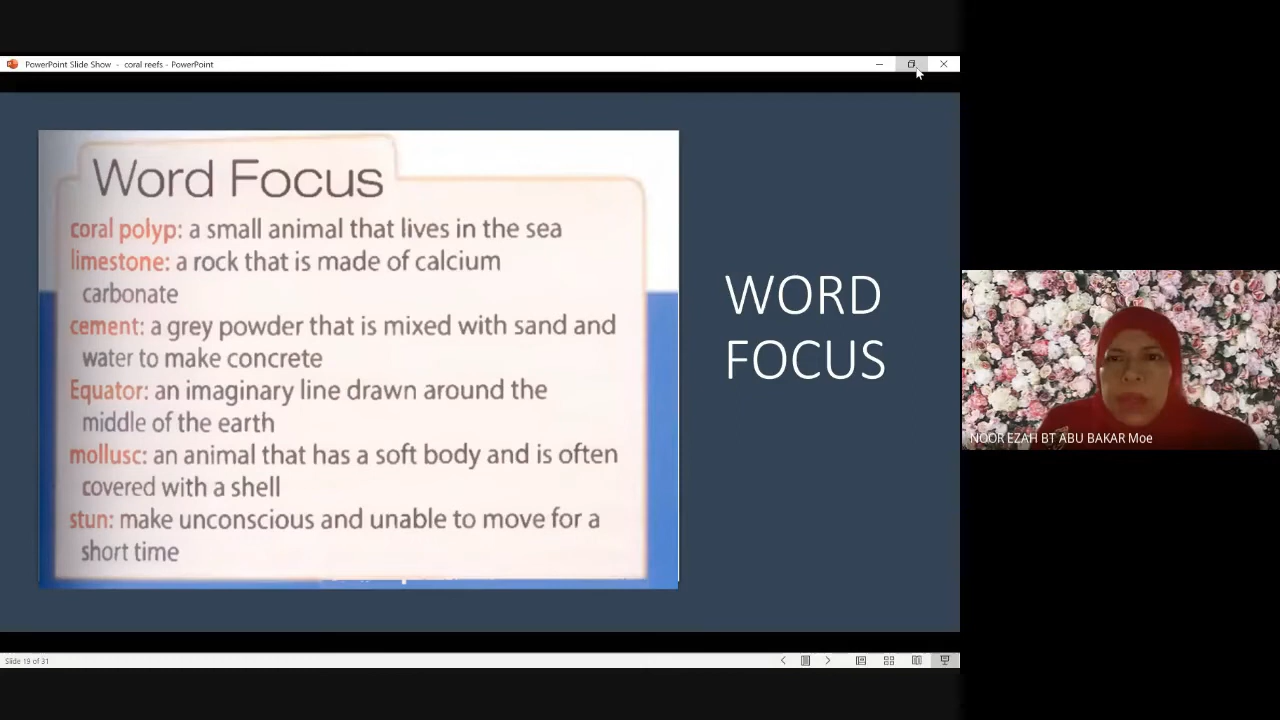 PowerPoint Slide Show - coral reefs - PowerPoint
Word Focus
coral polyp: a small animal that lives in the sea
limestone: a rock that is made of calcium
carbonate
cement: a grey powder that is mixed with sand and
water to make concrete
Equator: an imaginary line drawn around the
middle of the earth
mollusc: an animal that has a soft body and is often
covered with a shell
stun: make unconscious and unable to move for a
short time
WORD
FOCUS
NOOR EZAH BT ABU BAKAR Moe
Slide 18 of 31